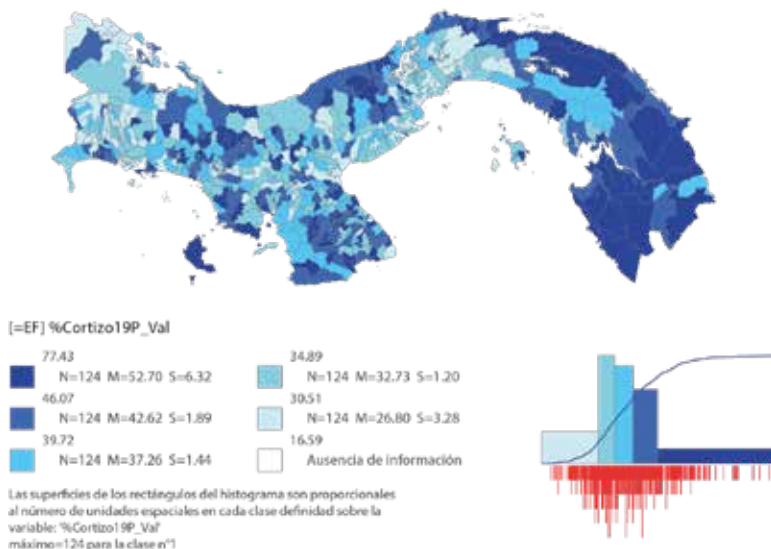 [=EF] %Cortizo19P_Val
77.43
N=124 M=52.70 S=6.32
46.07
N=124 M=42.62 S=1.89
39.72
N=124 M=37.26 S=1.44
34.89
N=124 M=32.73 S=1.20
30.51
N=124 M=26.80 S=3.28
16.59
Ausencia de información
Las superficies de los rectángulos del histograma son proporcionales
al número de unidades espaciales en cada clase definidad sobre la
variable: '%Cortizo19P_Val'
máximo=124 para la clase n°1